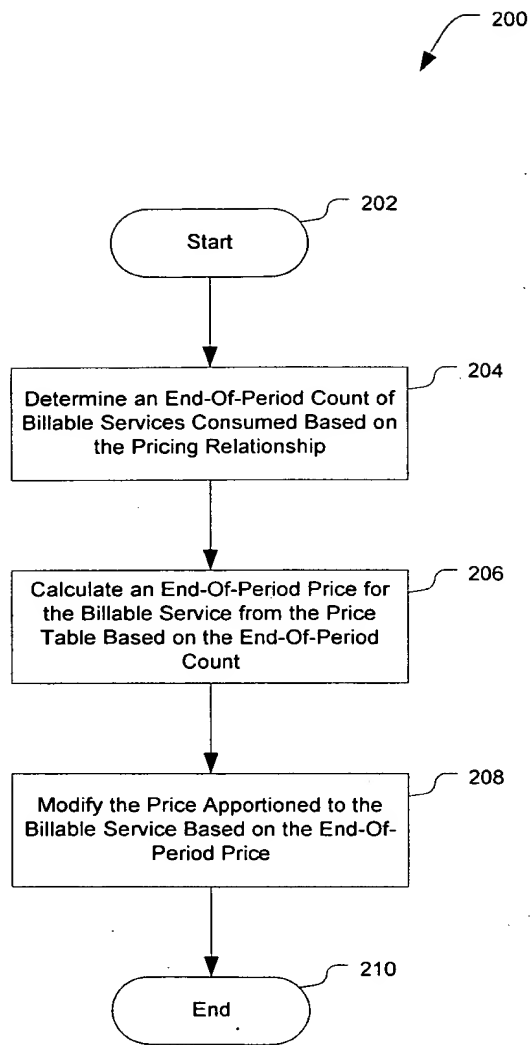 200
202
Start
204
Determine an End-Of-Period Count of
Billable Services Consumed Based on
the Pricing Relationship
206
Calculate an End-Of-Period Price for
the Billable Service from the Price
Table Based on the End-Of-Period
Count
208
Modify the Price Apportioned to the
Billable Service Based on the End-Of-
Period Price
210
End